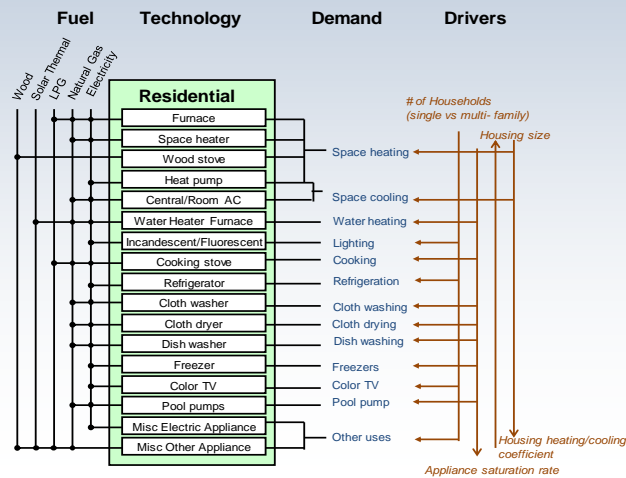 Fuel Technology Demand Drivers
Wood
Solar Thermal
LPG
Natural Gas
Electricity
Residential
Furnace
Space heater
Wood stove
Heat pump
Central/Room AC
Water Heater Furnace
Incandescent/Fluorescent
Cooking stove
Refrigerator
Cloth washer
Cloth dryer
Dish washer
Freezer
Color TV
Pool pumps
Misc Electric Appliance
Misc Other Appliance
Space heating
Space cooling
Water heating
Lighting
Cooking
Refrigeration
Cloth washing
Cloth drying
Dish washing
Freezers
Color TV
Pool pump
Other uses
# of Households
(single vs multi- family)
Housing size
Housing heating/cooling
coefficient
Appliance saturation rate